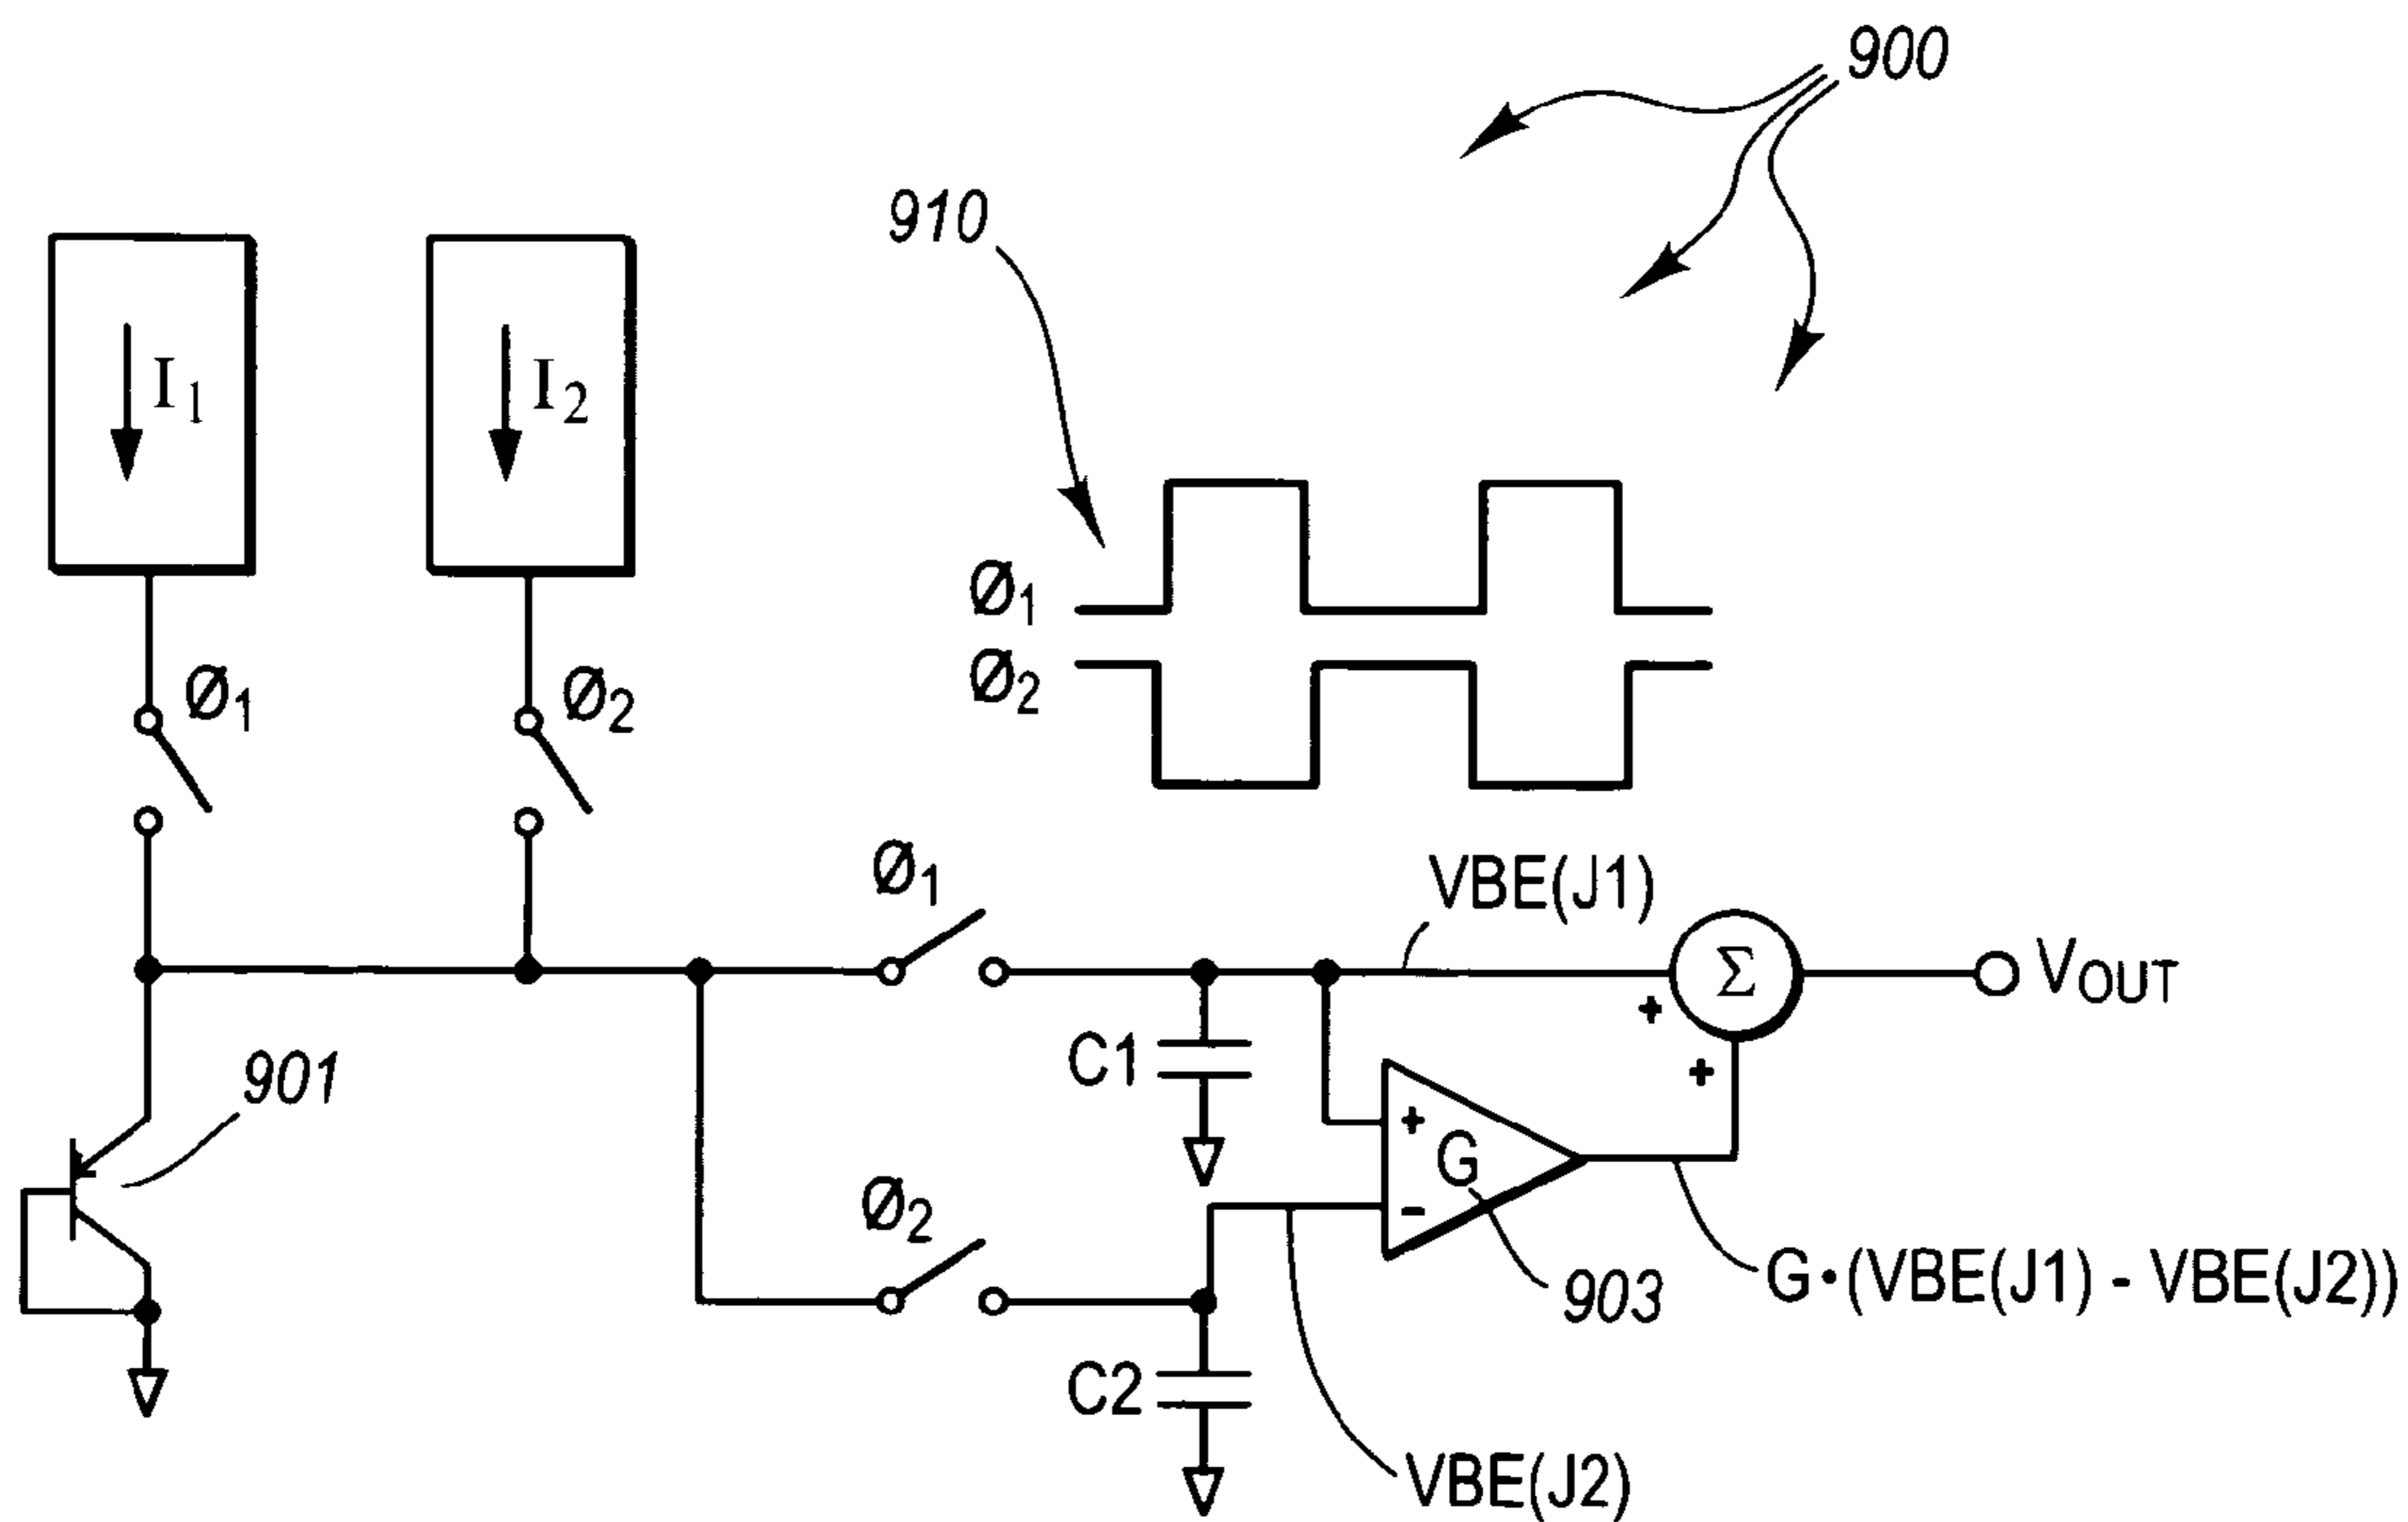 900
910
I1
I2
Ø1
Ø2
Ø1
Ø2
Ø1
VBE(J1)
Σ
VOUT
+
+
C1
901
+
G
-
Ø2
903
G•(VBE(J1) - VBE(J2))
C2
VBE(J2)